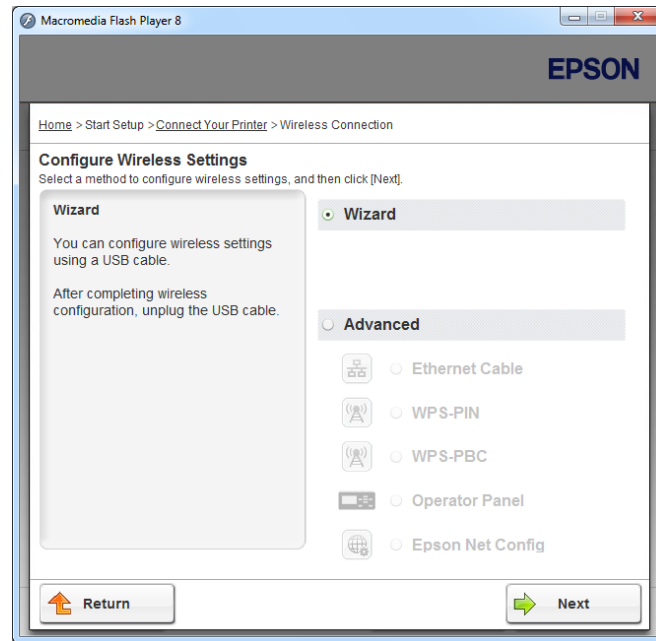 Macromedia Flash Player 8
EPSON
Home > Start Setup > Connect Your Printer > Wireless Connection
Configure Wireless Settings
Select a method to configure wireless settings, and then click [Next].
Wizard
You can configure wireless settings
using a USB cable.
After completing wireless
configuration, unplug the USB cable.
Wizard
Advanced
Ethernet Cable
WPS-PIN
WPS-PBC
Operator Panel
Epson Net Config
Return
Next